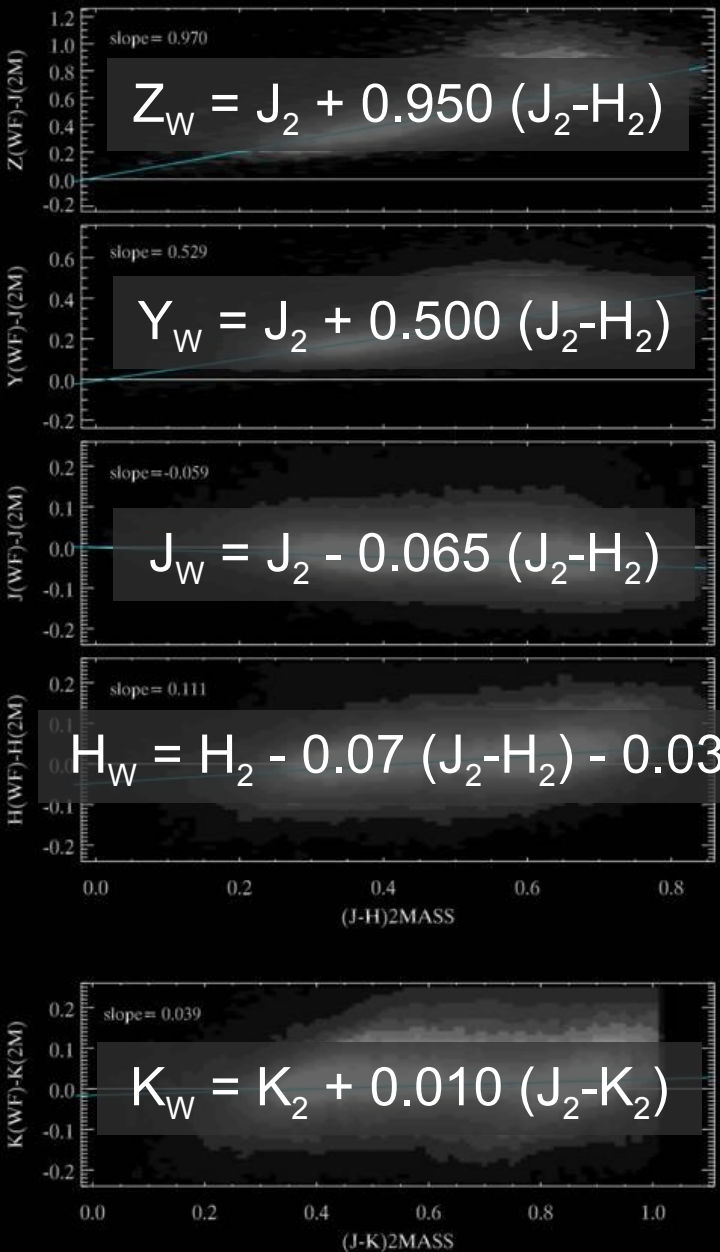 1.2
slope= 0.970
1.0
0.8
0.6
0.4
0.2
0.0
-0.2
Z(WF)-J(2M)
Z_W = J_2 + 0.950 (J_2-H_2)
slope= 0.529
0.6
0.4
0.2
0.0
-0.2
Y(WF)-J(2M)
Y_W = J_2 + 0.500 (J_2-H_2)
slope=-0.059
0.2
0.1
0.0
-0.1
-0.2
J(WF)-J(2M)
J_W = J_2 - 0.065 (J_2-H_2)
slope= 0.111
0.2
0.1
0.0
-0.1
-0.2
H(WF)-H(2M)
H_W = H_2 - 0.07 (J_2-H_2) - 0.03
0.0 0.2 0.4 0.6 0.8
(J-H)2MASS
slope= 0.039
0.2
0.1
0.0
-0.1
-0.2
K(WF)-K(2M)
K_W = K_2 + 0.010 (J_2-K_2)
0.0 0.2 0.4 0.6 0.8 1.0
(J-K)2MASS